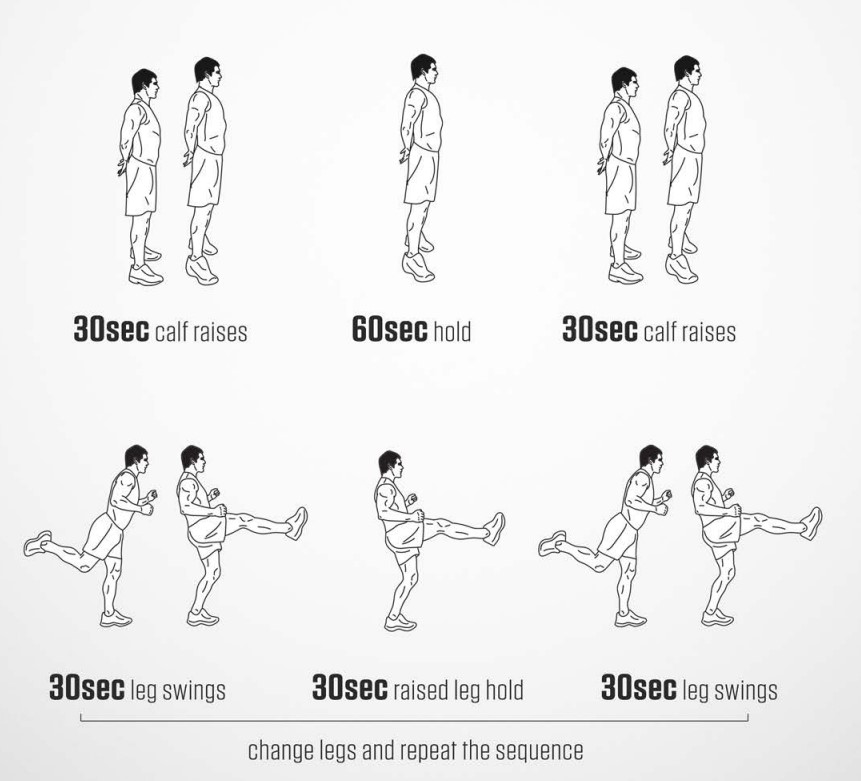 30sec calf raises
60sec hold
30sec calf raises
30sec leg swings
30sec raised leg hold
30sec leg swings
change legs and repeat the sequence